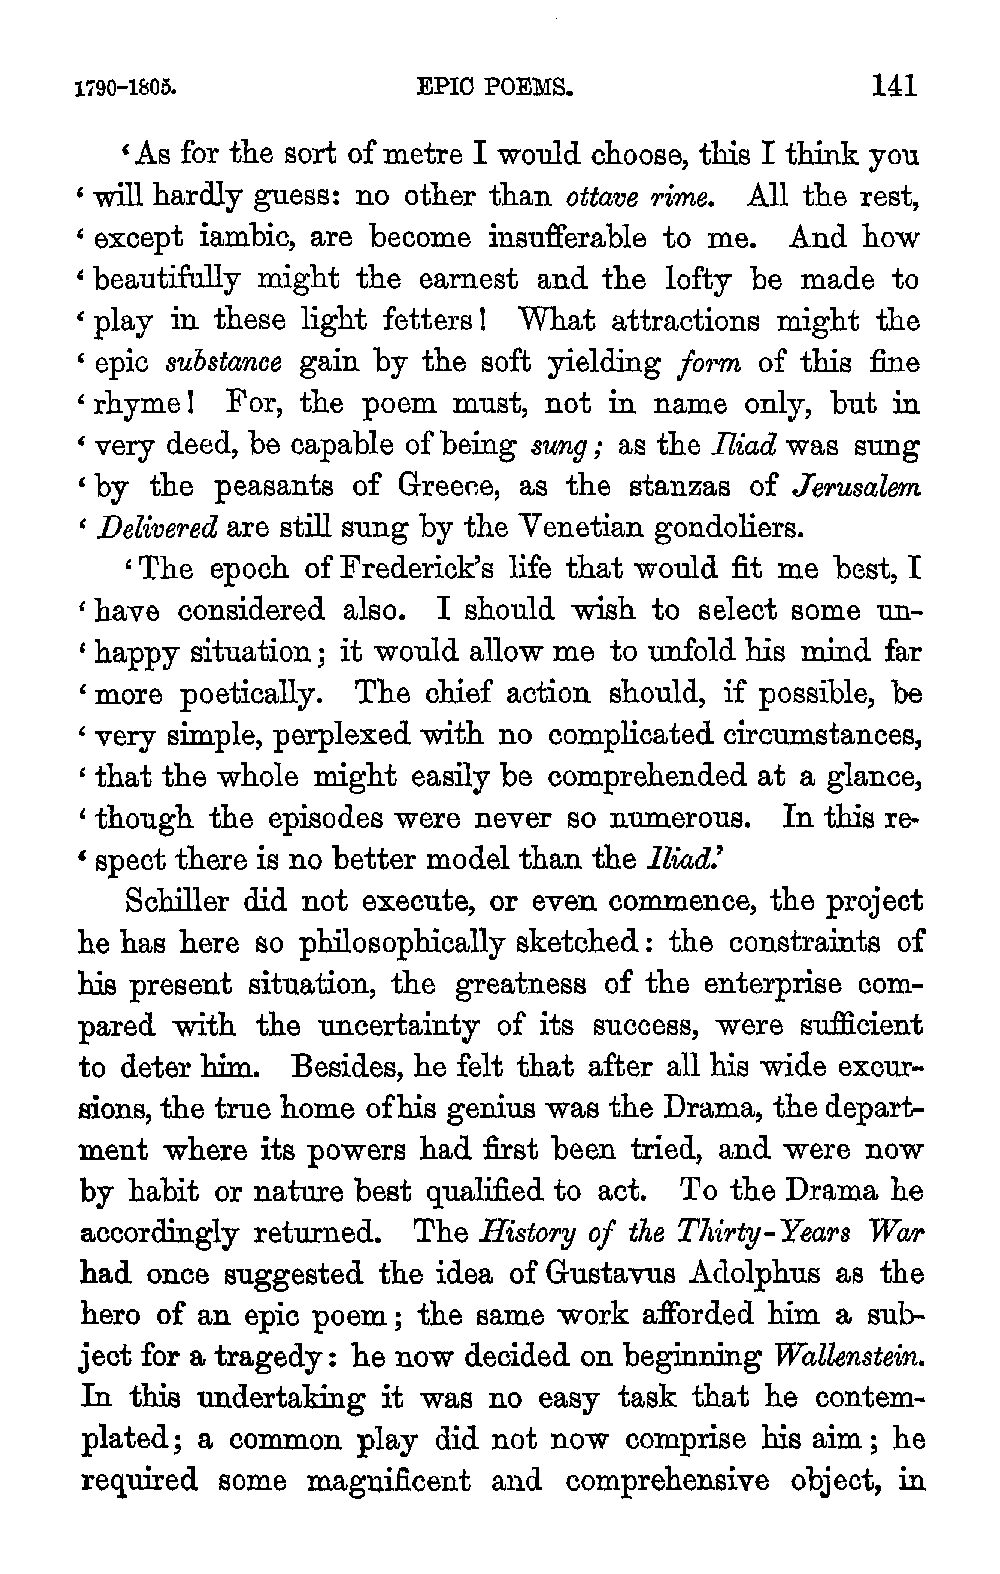 1790-1805. EPIC POEMS. 141
‘As for the sort of metre I would choose, this I think you
‘will hardly guess: no other than ottave rime. All the rest,
‘except iambic, are become insufferable to me. And how
‘beautifully might the earnest and the lofty be made to
‘play in these light fetters! What attractions might the
‘epic substance gain by the soft yielding form of this fine
‘rhyme! For, the poem must, not in name only, but in
‘very deed, be capable of being sung; as the Iliad was sung
‘by the peasants of Greece, as the stanzas of Jerusalem
‘Delivered are still sung by the Venetian gondoliers.
‘The epoch of Frederick’s life that would fit me best, I
‘have considered also. I should wish to select some un-
‘happy situation; it would allow me to unfold his mind far
‘more poetically. The chief action should, if possible, be
‘very simple, perplexed with no complicated circumstances,
‘that the whole might easily be comprehended at a glance,
‘though the episodes were never so numerous. In this re-
‘spect there is no better model than the Iliad.’
Schiller did not execute, or even commence, the project
he has here so philosophically sketched: the constraints of
his present situation, the greatness of the enterprise com-
pared with the uncertainty of its success, were sufficient
to deter him. Besides, he felt that after all his wide excur-
sions, the true home of his genius was the Drama, the depart-
ment where its powers had first been tried, and were now
by habit or nature best qualified to act. To the Drama he
accordingly returned. The History of the Thirty-Years War
had once suggested the idea of Gustavus Adolphus as the
hero of an epic poem; the same work afforded him a sub-
ject for a tragedy: he now decided on beginning Wallenstein.
In this undertaking it was no easy task that he contem-
plated; a common play did not now comprise his aim; he
required some magnificent and comprehensive object, in